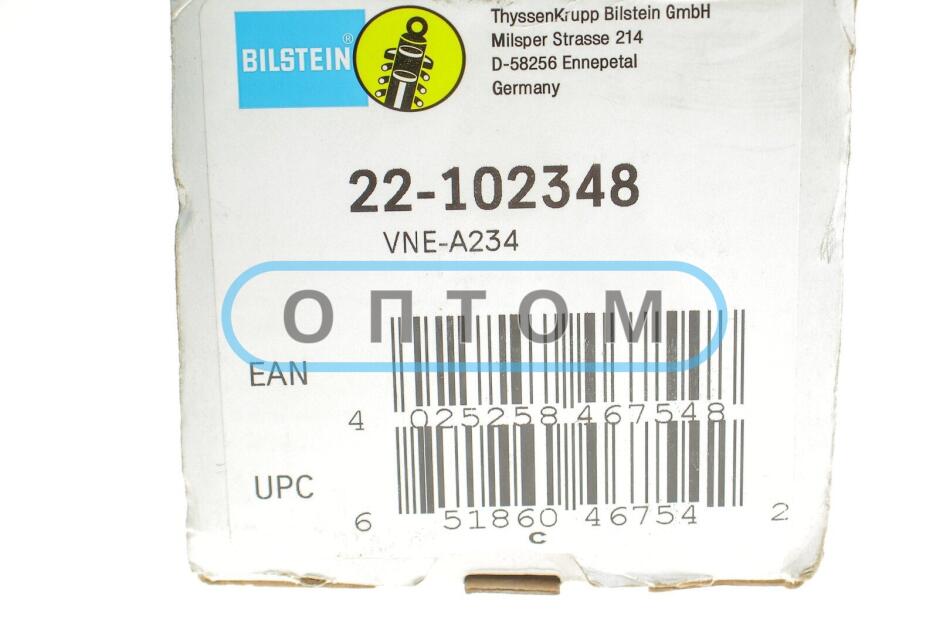 BILSTEIN®
ThyssenKrupp Bilstein GmbH
Milsper Strasse 214
D-58256 Ennepetal
Germany
22-102348
VNE-A234
ОПТОМ
EAN
4 025258 467548
UPC
6 51860 46754 2
C